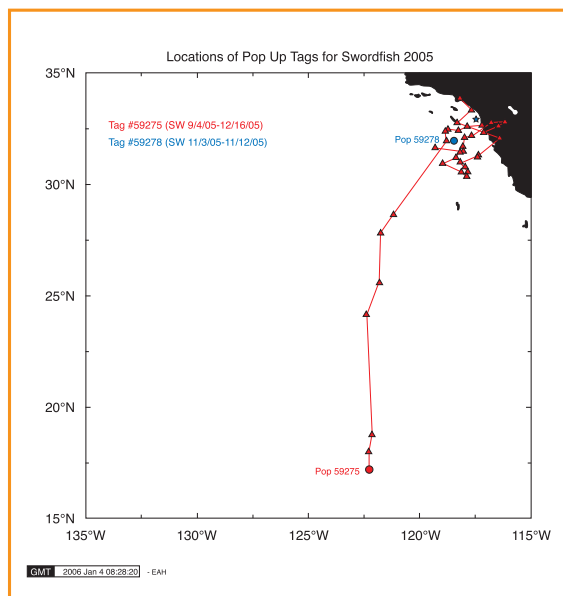 Locations of Pop Up Tags for Swordfish 2005
35°N
Tag #59275 (SW 9/4/05-12/16/05)
Tag #59278 (SW 11/3/05-11/12/05)
Pop 59278
30°N
25°N
20°N
Pop 59275
15°N
135°W
130°W
125°W
120°W
115°W
GMT 2006 Jan 4 08:28:20 - EAH